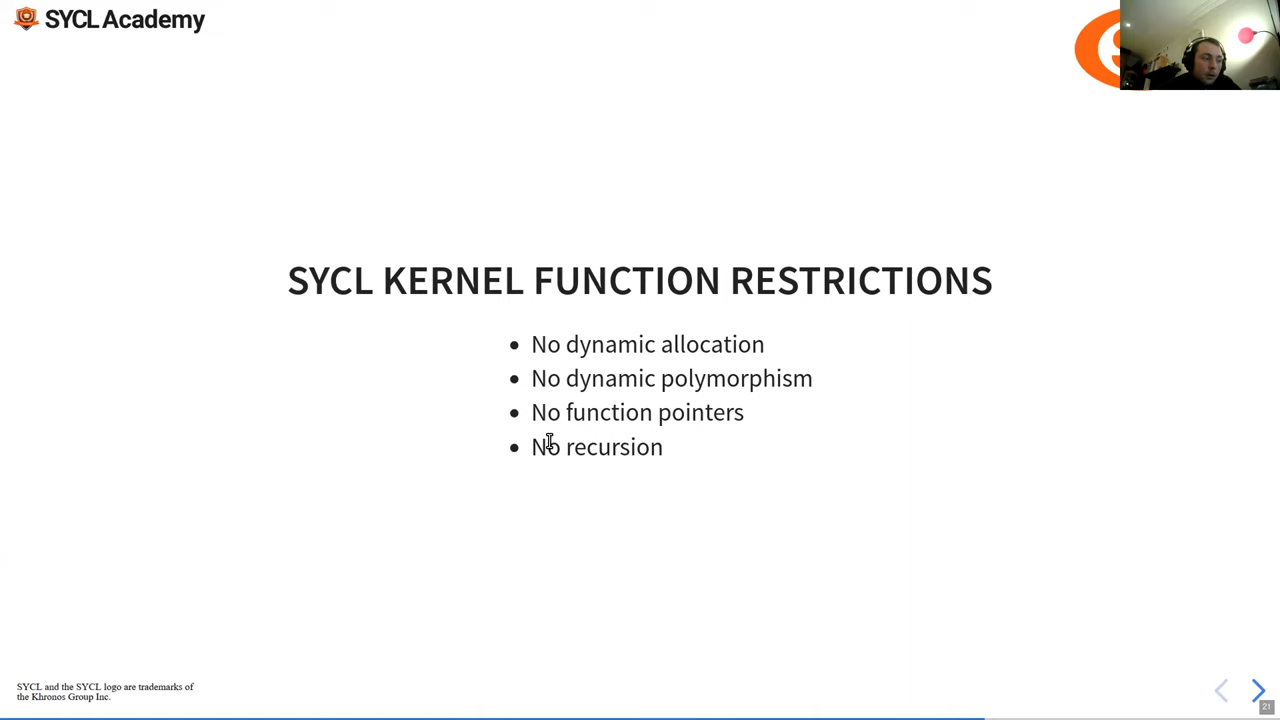 SYCL Academy
SYCL KERNEL FUNCTION RESTRICTIONS
No dynamic allocation
No dynamic polymorphism
No function pointers
No recursion
SYCL and the SYCL logo are trademarks of
the Khronos Group Inc.
21